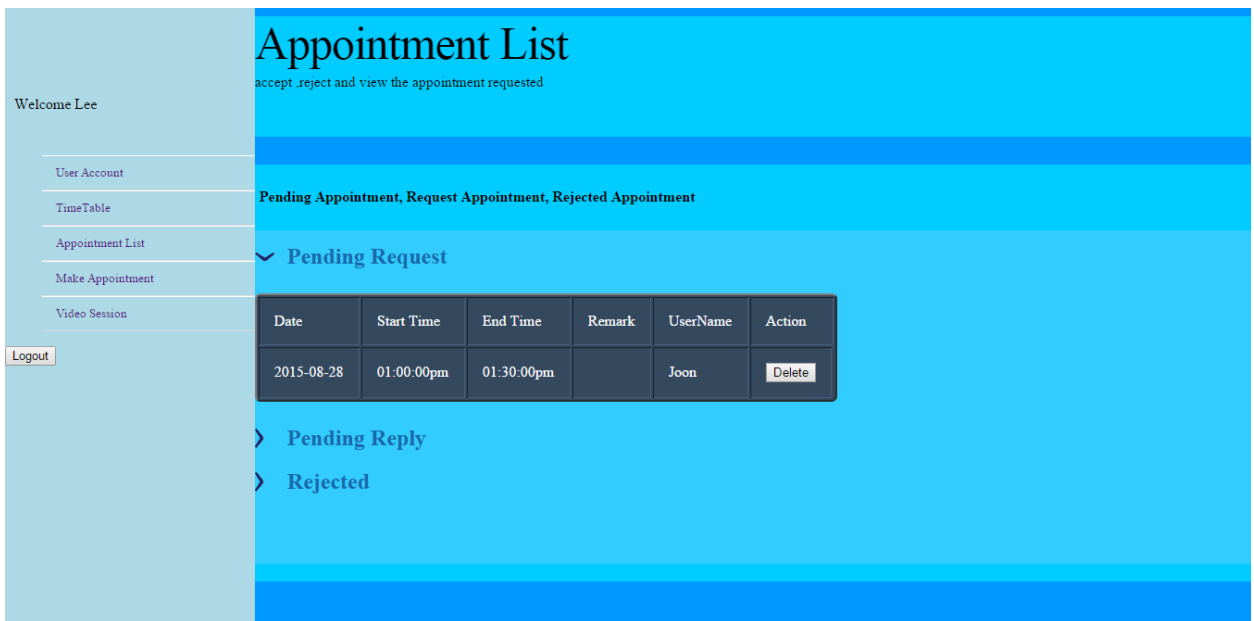 Welcome Lee
User Account
TimeTable
Appointment List
Make Appointment
Video Session
Logout
Appointment List
accept ,reject and view the appointment requested
Pending Appointment, Request Appointment, Rejected Appointment
Pending Request
Date Start Time End Time Remark UserName Action
2015-08-28 01:00:00pm 01:30:00pm Joon Delete
Pending Reply
Rejected